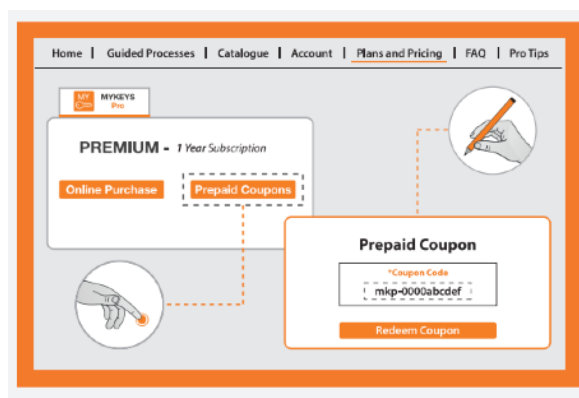 Home | Guided Processes | Catalogue | Account | Plans and Pricing | FAQ | Pro Tips
MY
MYKEYS
Pro
PREMIUM - 1 Year Subscription
Online Purchase
Prepaid Coupons
Prepaid Coupon
*Coupon Code
mkp-0000abcdef
Redeem Coupon